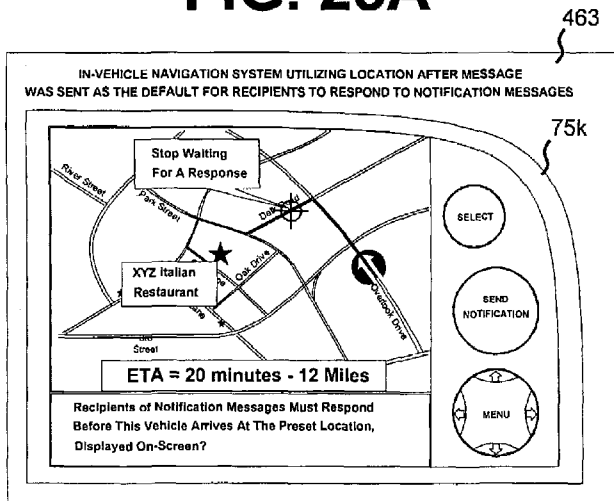 FIG. 20A
463
IN-VEHICLE NAVIGATION SYSTEM UTILIZING LOCATION AFTER MESSAGE
WAS SENT AS THE DEFAULT FOR RECIPIENTS TO RESPOND TO NOTIFICATION MESSAGES
75k
Stop Waiting
For A Response
River Street
Park Street
SELECT
XYZ Italian
Restaurant
Oak Drive
Overlook Drive
SEND
NOTIFICATION
Street
ETA = 20 minutes - 12 Miles
MENU
Recipients of Notification Messages Must Respond
Before This Vehicle Arrives At The Preset Location,
Displayed On-Screen?